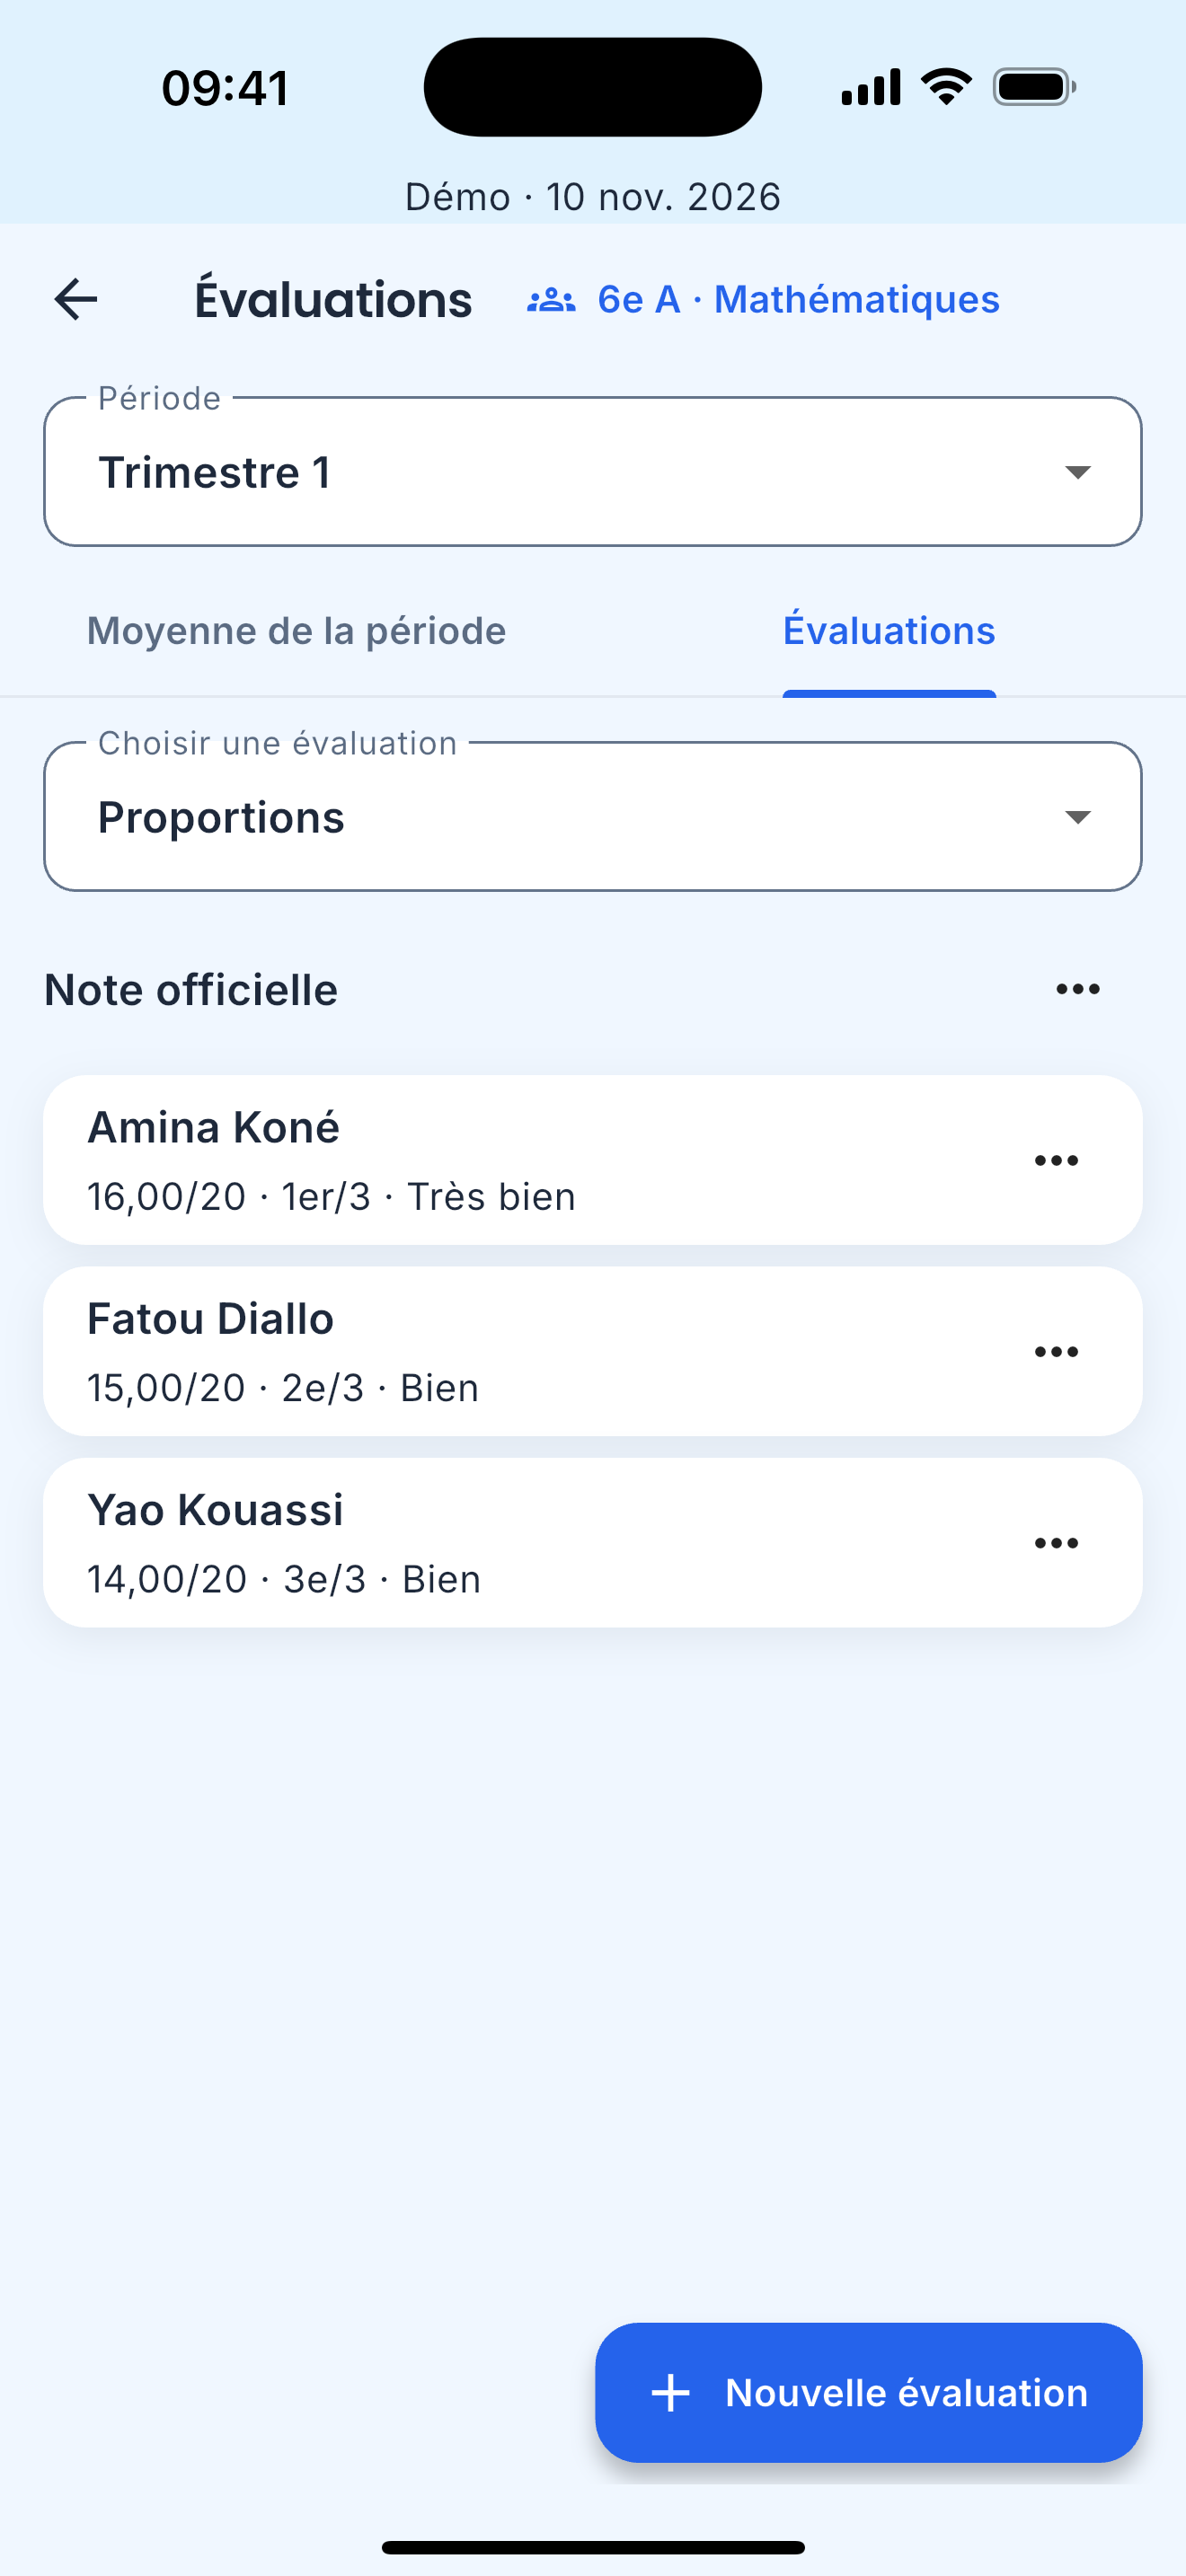 09:41
Démo · 10 nov. 2026
Évaluations
6e A · Mathématiques
Période
Trimestre 1
Moyenne de la période
Évaluations
Choisir une évaluation
Proportions
Note officielle
Amina Koné
16,00/20 · 1er/3 · Très bien
Fatou Diallo
15,00/20 · 2e/3 · Bien
Yao Kouassi
14,00/20 · 3e/3 · Bien
Nouvelle évaluation